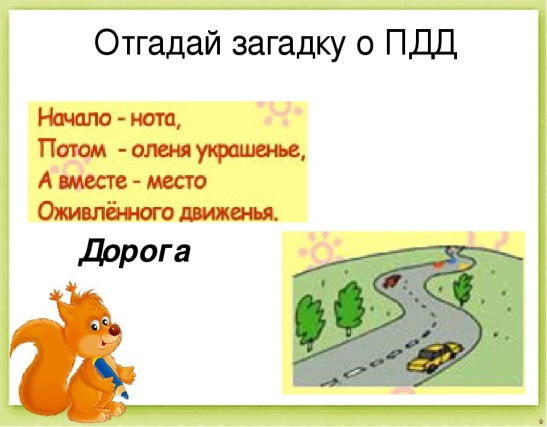 Отгадай загадку о ПДД
Начало - нота,
Потом - оленя украшенье,
А вместе - место
Оживлённого движенья.
Дорога